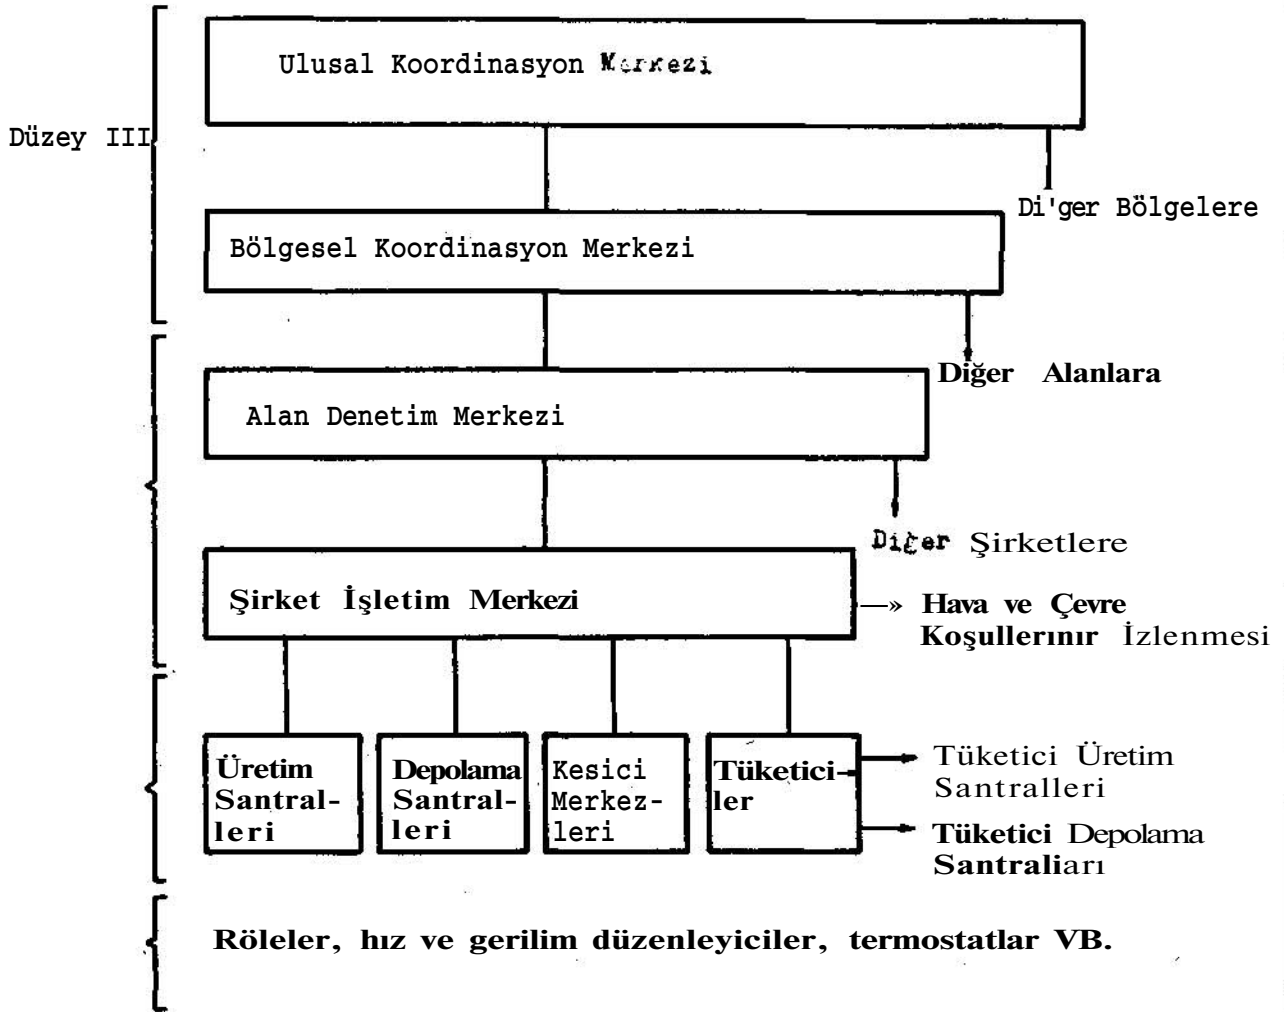 Ulusal Koordinasyon Merkezi
Düzey III
Di'ger Bölgelere
Bölgesel Koordinasyon Merkezi
Diğer Alanlara
Alan Denetim Merkezi
Diğer Şirketlere
Şirket İşletim Merkezi
Hava ve Çevre
Koşullerınır İzlenmesi
Üretim
Santral-
leri
Depolama
Santral-
leri
Kesici
Merkez-
leri
Tüketici-
ler
Tüketici Üretim
Santralleri
Tüketici Depolama
Santraliarı
Röleler, hız ve gerilim düzenleyiciler, termostatlar VB.